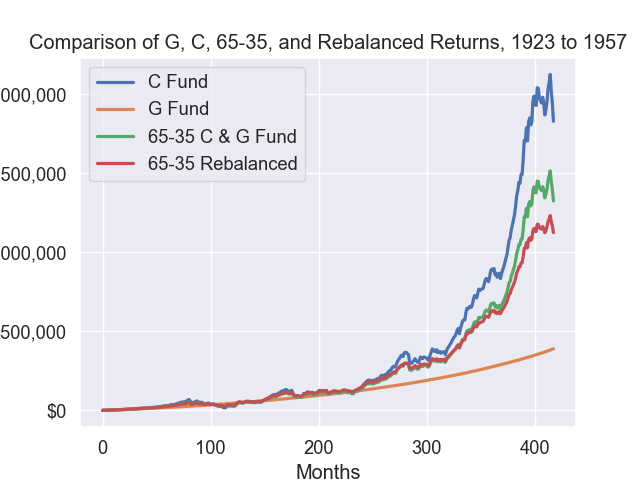 Comparison of G, C, 65-35, and Rebalanced Returns, 1923 to 1957
C Fund
G Fund
65-35 C & G Fund
65-35 Rebalanced
000,000
500,000
000,000
500,000
$0
0 100 200 300 400
Months